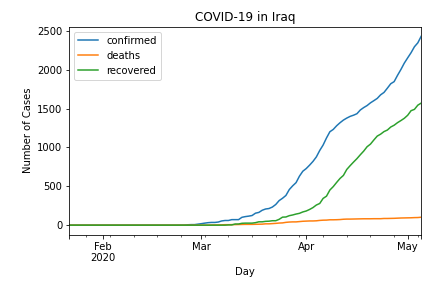 COVID-19 in Iraq
confirmed
deaths
recovered
Number of Cases
2500
2000
1500
1000
500
0
Feb
2020
Mar
Apr
May
Day